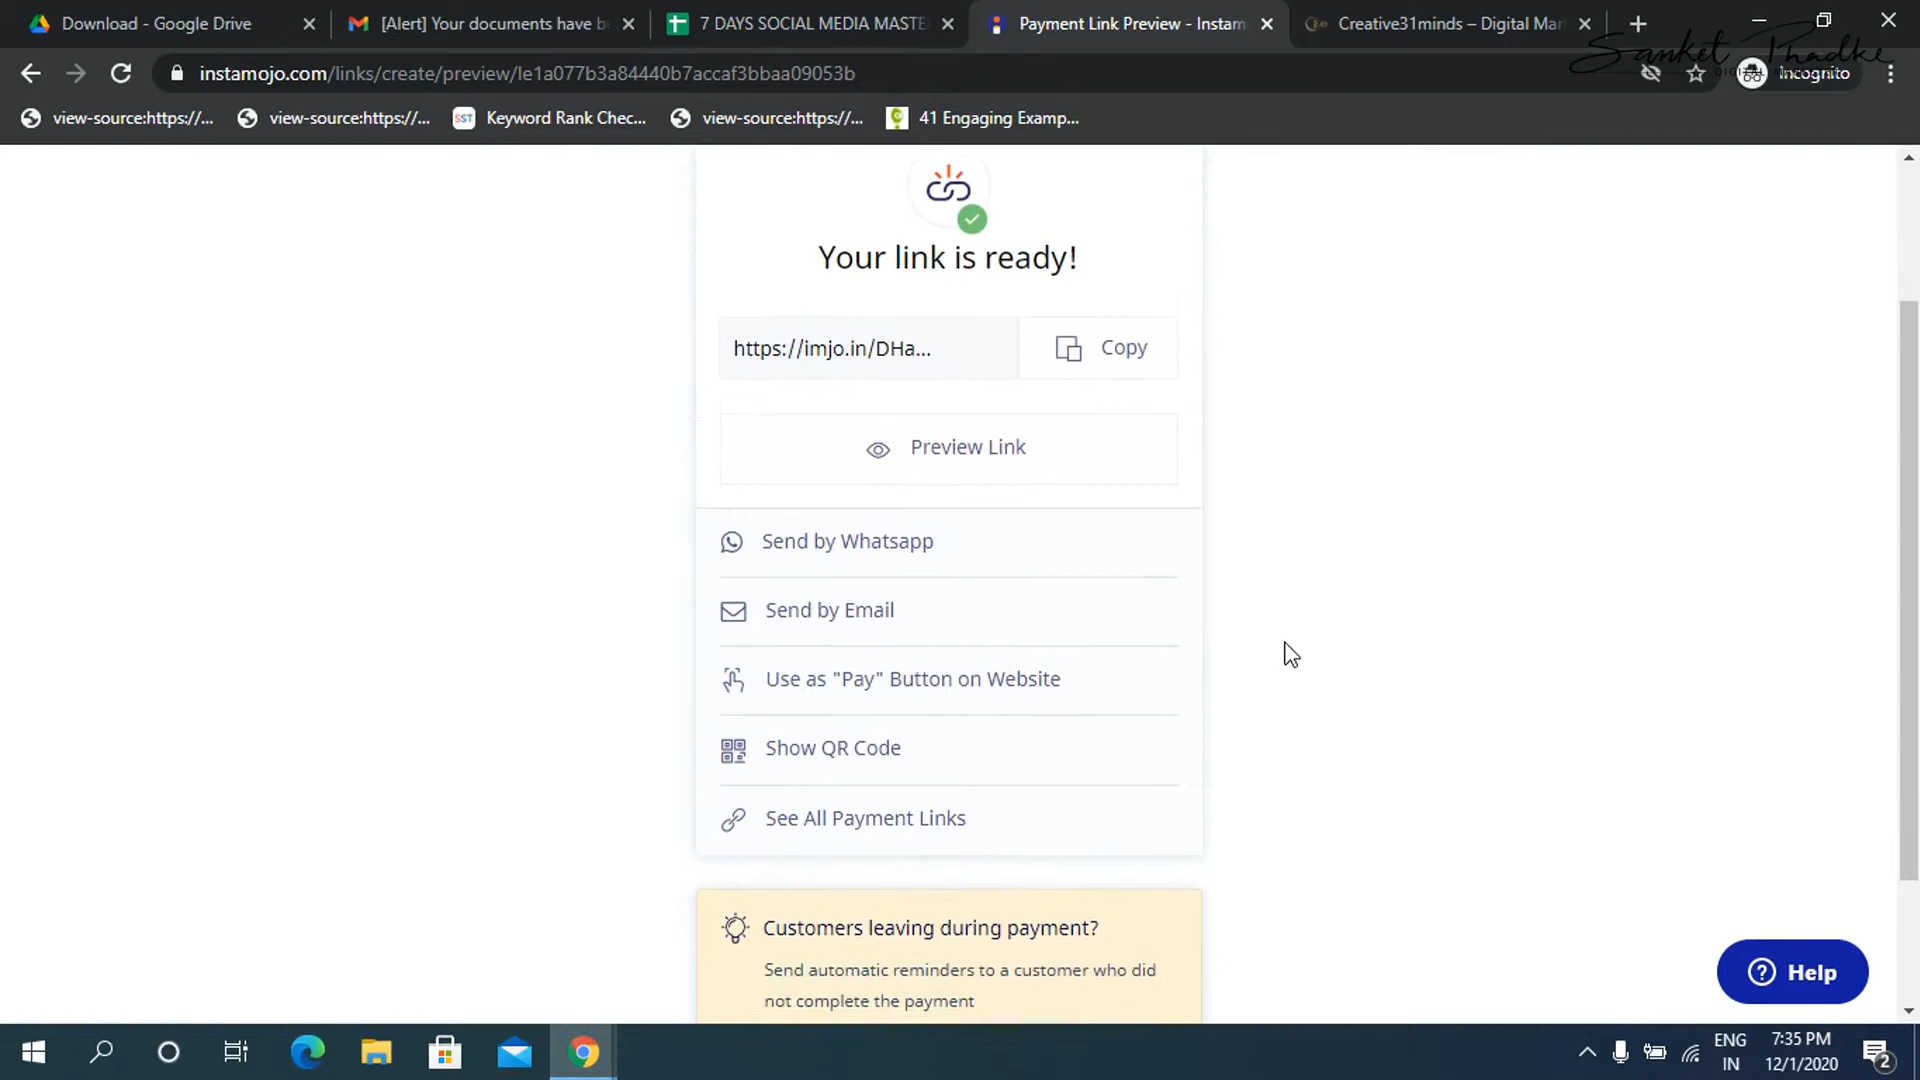 Download - Google Drive
[Alert] Your documents have b
7 DAYS SOCIAL MEDIA MASTE
Payment Link Preview - Instam
Creative31minds – Digital Mar
Sanket Phadke
instamojo.com/links/create/preview/le1a077b3a84440b7accaf3bbaa09053b
Incognito
view-source:https://...
view-source:https://...
SST
Keyword Rank Chec...
view-source:https://...
41 Engaging Examp...
Your link is ready!
https://imjo.in/DHa...
Copy
Preview Link
Send by Whatsapp
Send by Email
Use as "Pay" Button on Website
Show QR Code
See All Payment Links
Customers leaving during payment?
Send automatic reminders to a customer who did
not complete the payment
Help
ENG
IN
7:35 PM
12/1/2020
2